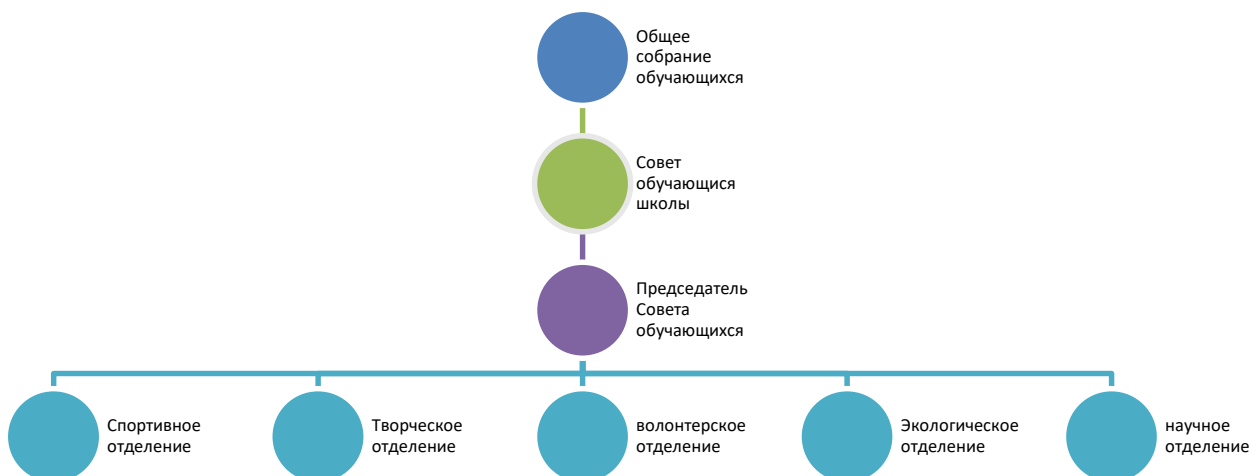 Общее
собрание
обучающихся
Совет
обучающися
школы
Председатель
Совета
обучающихся
Спортивное
отделение
Творческое
отделение
волонтерское
отделение
Экологическое
отделение
научное
отделение